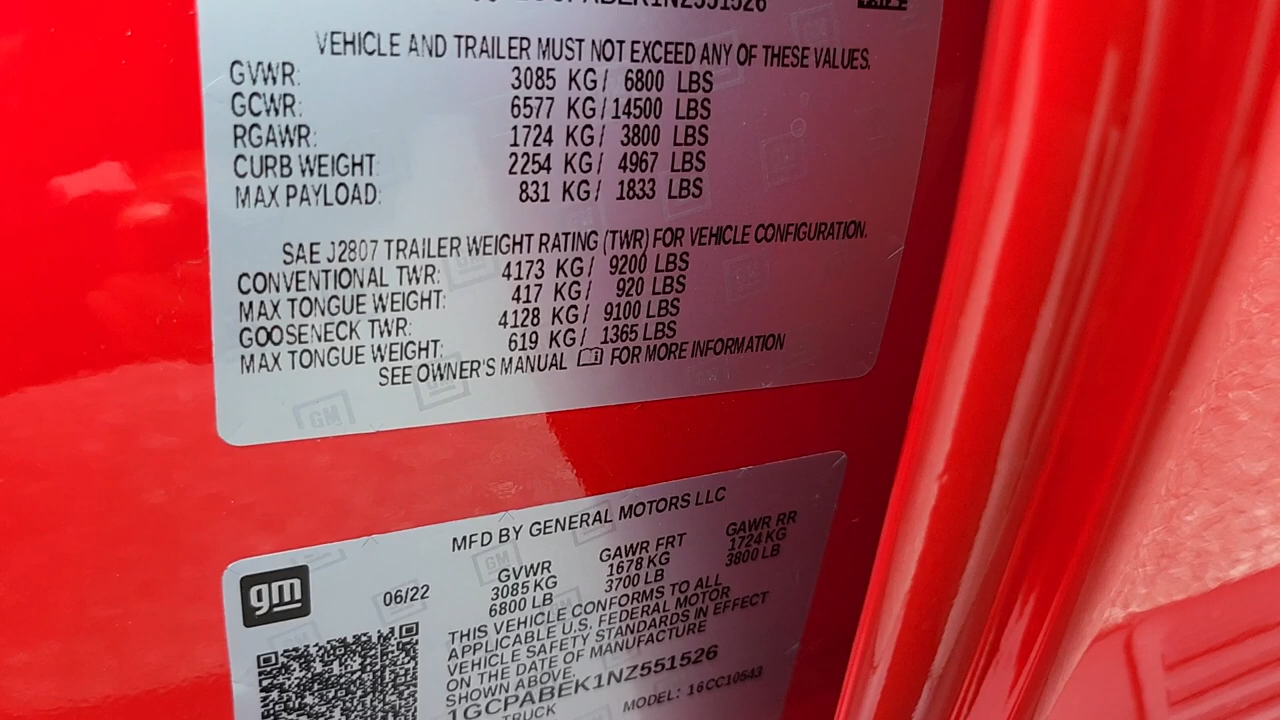 1GCPABEK1NZ551526
VEHICLE AND TRAILER MUST NOT EXCEED ANY OF THESE VALUES.
GVWR: 3085 KG/ 6800 LBS
GCWR: 6577 KG/ 14500 LBS
RGAWR: 1724 KG/ 3800 LBS
CURB WEIGHT: 2254 KG/ 4967 LBS
MAX PAYLOAD: 831 KG/ 1833 LBS
SAE J2807 TRAILER WEIGHT RATING (TWR) FOR VEHICLE CONFIGURATION.
CONVENTIONAL TWR: 4173 KG/ 9200 LBS
MAX TONGUE WEIGHT: 417 KG/ 920 LBS
GOOSENECK TWR: 4128 KG/ 9100 LBS
MAX TONGUE WEIGHT: 619 KG/ 1365 LBS
SEE OWNER'S MANUAL FOR MORE INFORMATION
GM
MFD BY GENERAL MOTORS LLC
gm
06/22
GVWR GAWR FRT GAWR RR
3085 KG 1678 KG 1724 KG
6800 LB 3700 LB 3800 LB
THIS VEHICLE CONFORMS TO ALL
APPLICABLE U.S. FEDERAL MOTOR
VEHICLE SAFETY STANDARDS IN EFFECT
ON THE DATE OF MANUFACTURE
SHOWN ABOVE.
1GCPABEK1NZ551526
TRUCK MODEL: 16CC10543